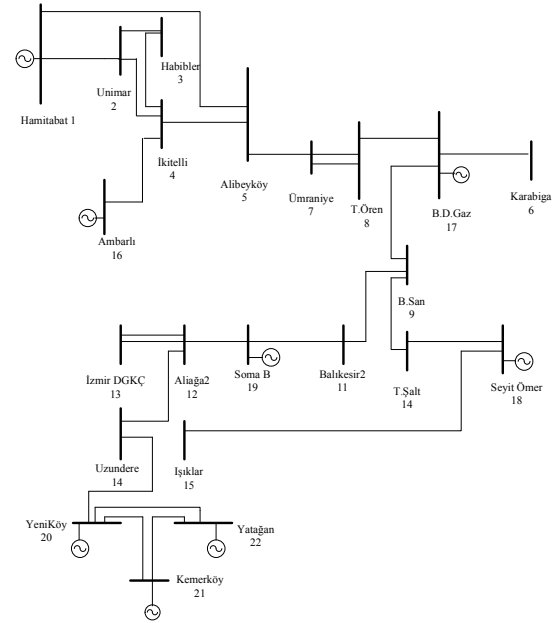 Habibler
3
Unimar
2
Hamitabat 1
İkitelli
4
Alibeyköy
5
Ümraniye
7
T.Ören
8
B.D.Gaz
17
Karabiga
6
Ambarlı
16
B.San
9
İzmir DGKÇ
13
Aliağa2
12
Soma B
19
Balıkesir2
11
T.Şalt
14
Seyit Ömer
18
Uzundere
14
Işıklar
15
YeniKöy
20
Yatağan
22
Kemerköy
21